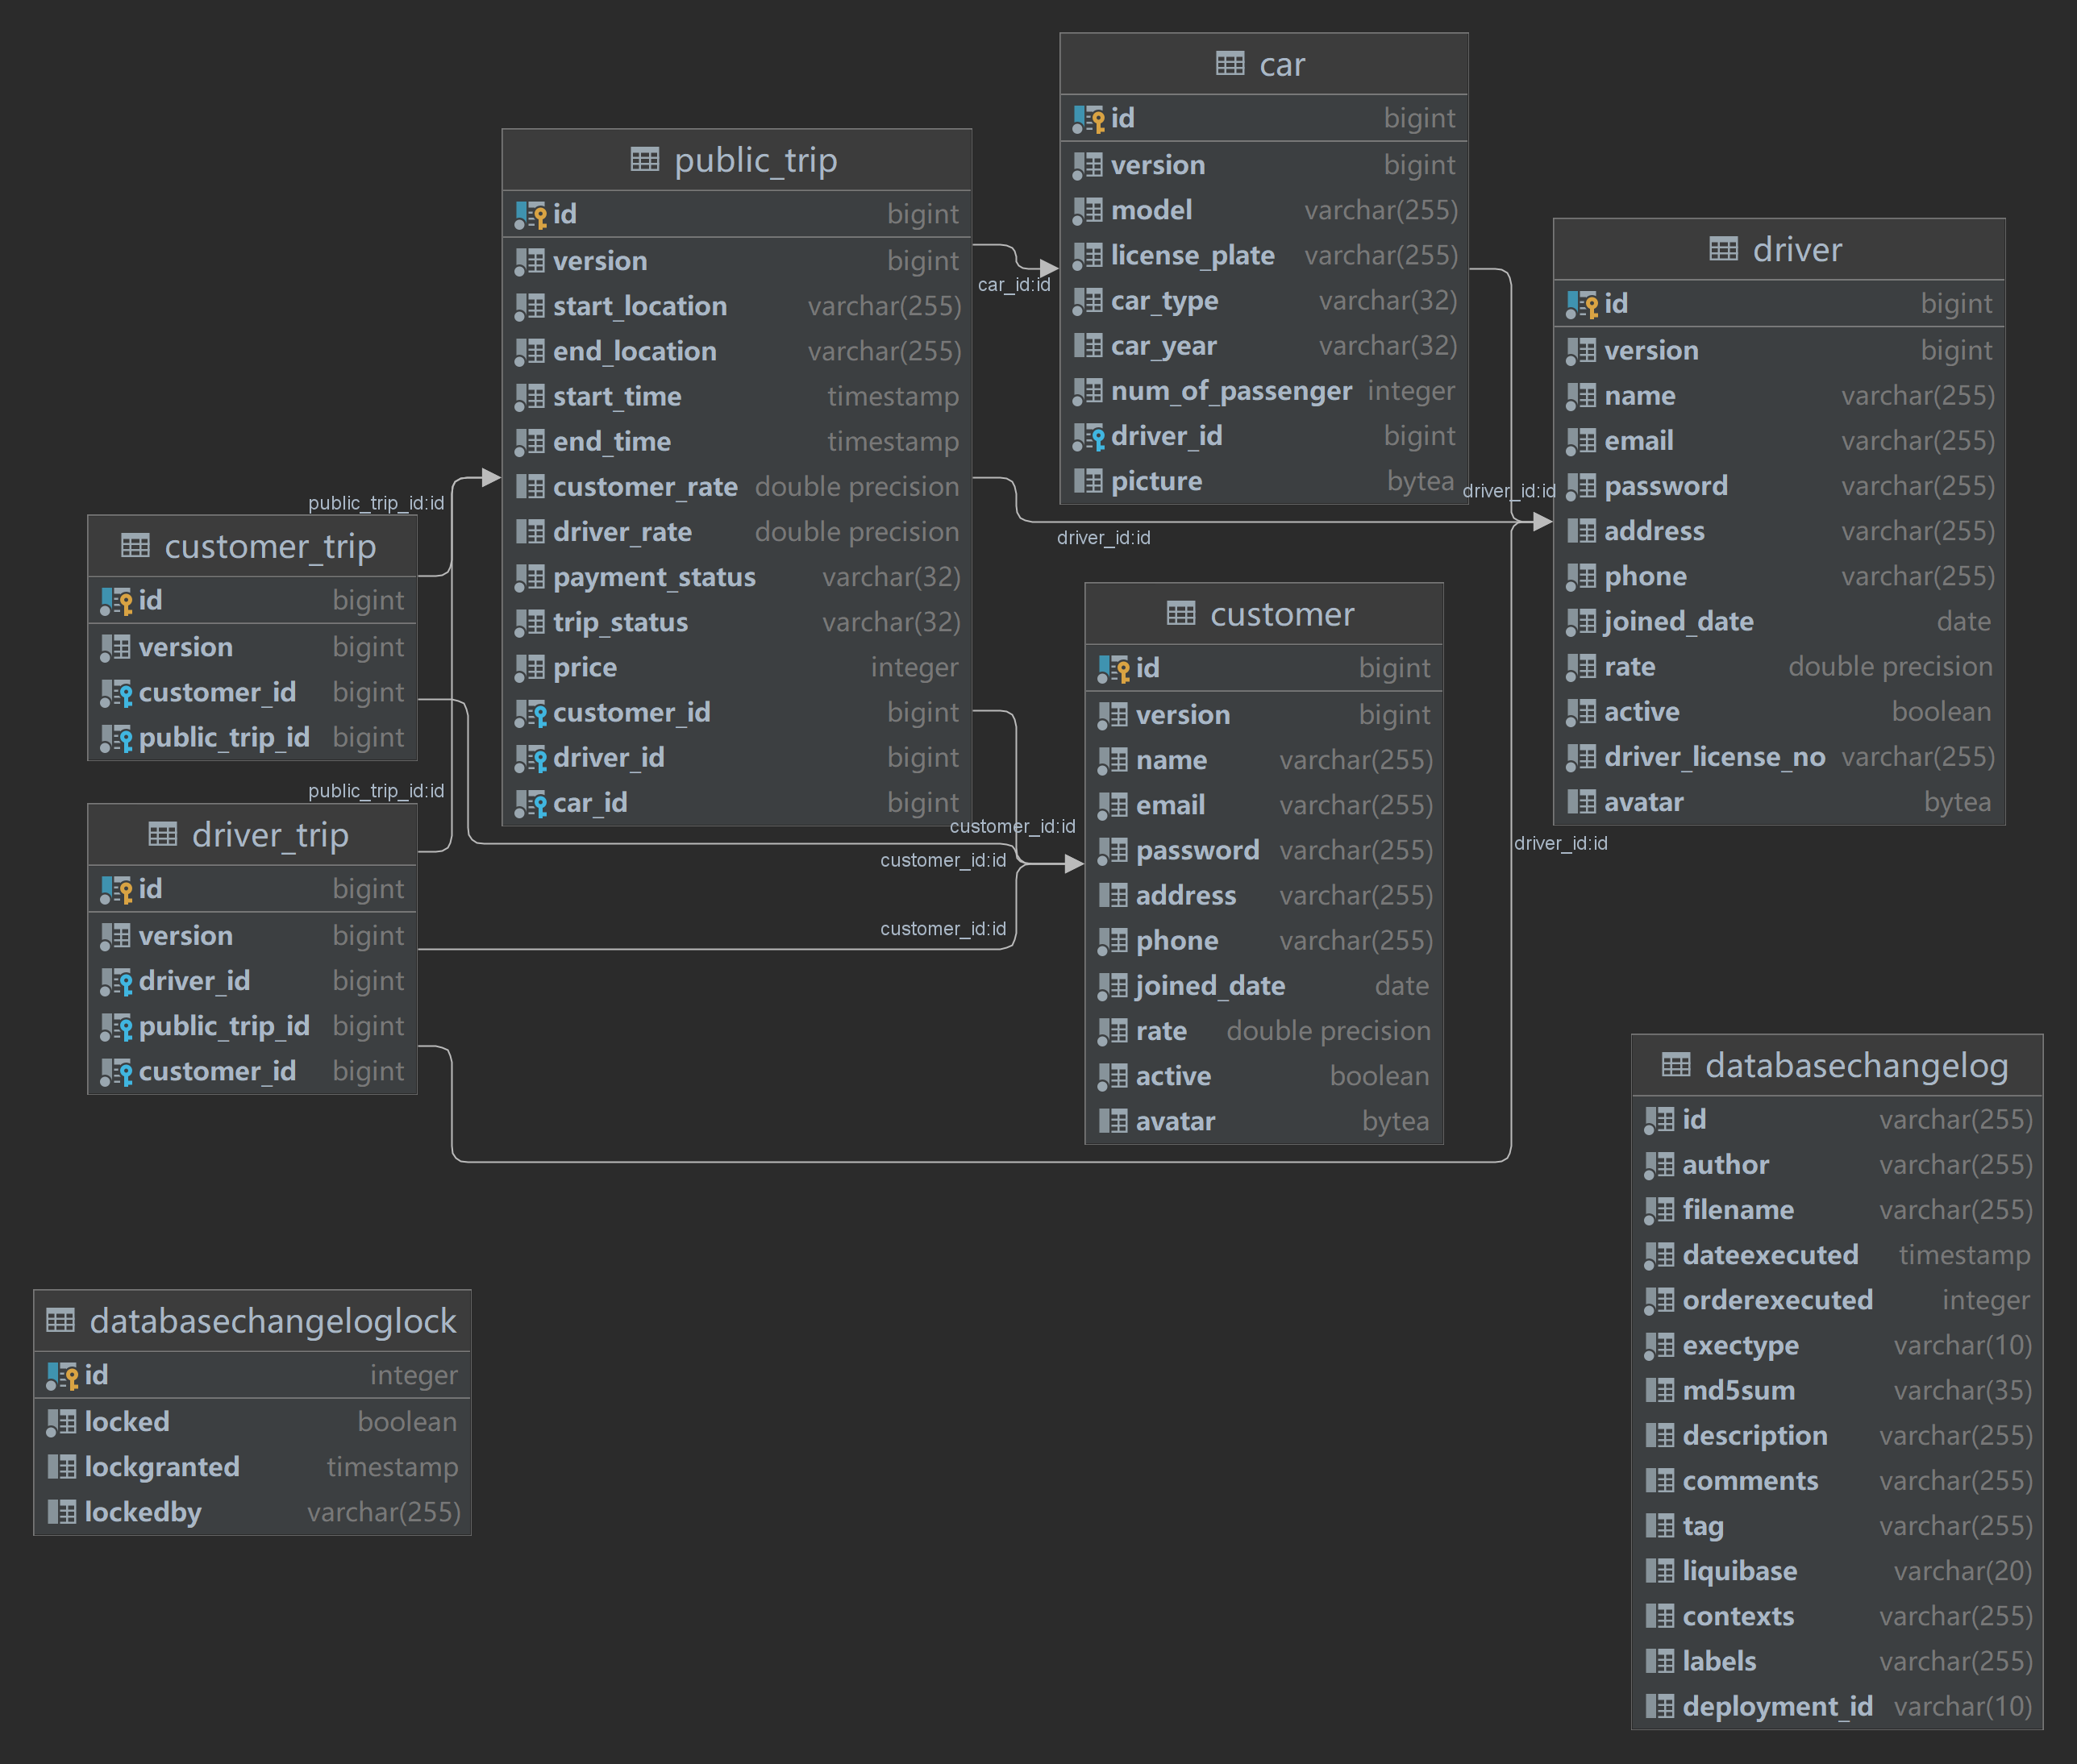 car
id bigint
version bigint
model varchar(255)
license_plate varchar(255)
car_type varchar(32)
car_year varchar(32)
num_of_passenger integer
driver_id bigint
picture bytea
public_trip
id bigint
version bigint
start_location varchar(255)
end_location varchar(255)
start_time timestamp
end_time timestamp
customer_rate double precision
driver_rate double precision
payment_status varchar(32)
trip_status varchar(32)
price integer
customer_id bigint
driver_id bigint
car_id bigint
driver
id bigint
version bigint
name varchar(255)
email varchar(255)
password varchar(255)
address varchar(255)
phone varchar(255)
joined_date date
rate double precision
active boolean
driver_license_no varchar(255)
avatar bytea
car_id:id
driver_id:id
driver_id:id
public_trip_id:id
customer_trip
id bigint
version bigint
customer_id bigint
public_trip_id bigint
customer
id bigint
version bigint
name varchar(255)
email varchar(255)
password varchar(255)
address varchar(255)
phone varchar(255)
joined_date date
rate double precision
active boolean
avatar bytea
public_trip_id:id
driver_trip
id bigint
version bigint
driver_id bigint
public_trip_id bigint
customer_id bigint
customer_id:id
customer_id:id
customer_id:id
driver_id:id
databasechangelog
id varchar(255)
author varchar(255)
filename varchar(255)
dateexecuted timestamp
orderexecuted integer
exectype varchar(10)
md5sum varchar(35)
description varchar(255)
comments varchar(255)
tag varchar(255)
liquibase varchar(20)
contexts varchar(255)
labels varchar(255)
deployment_id varchar(10)
databasechangeloglock
id integer
locked boolean
lockgranted timestamp
lockedby varchar(255)